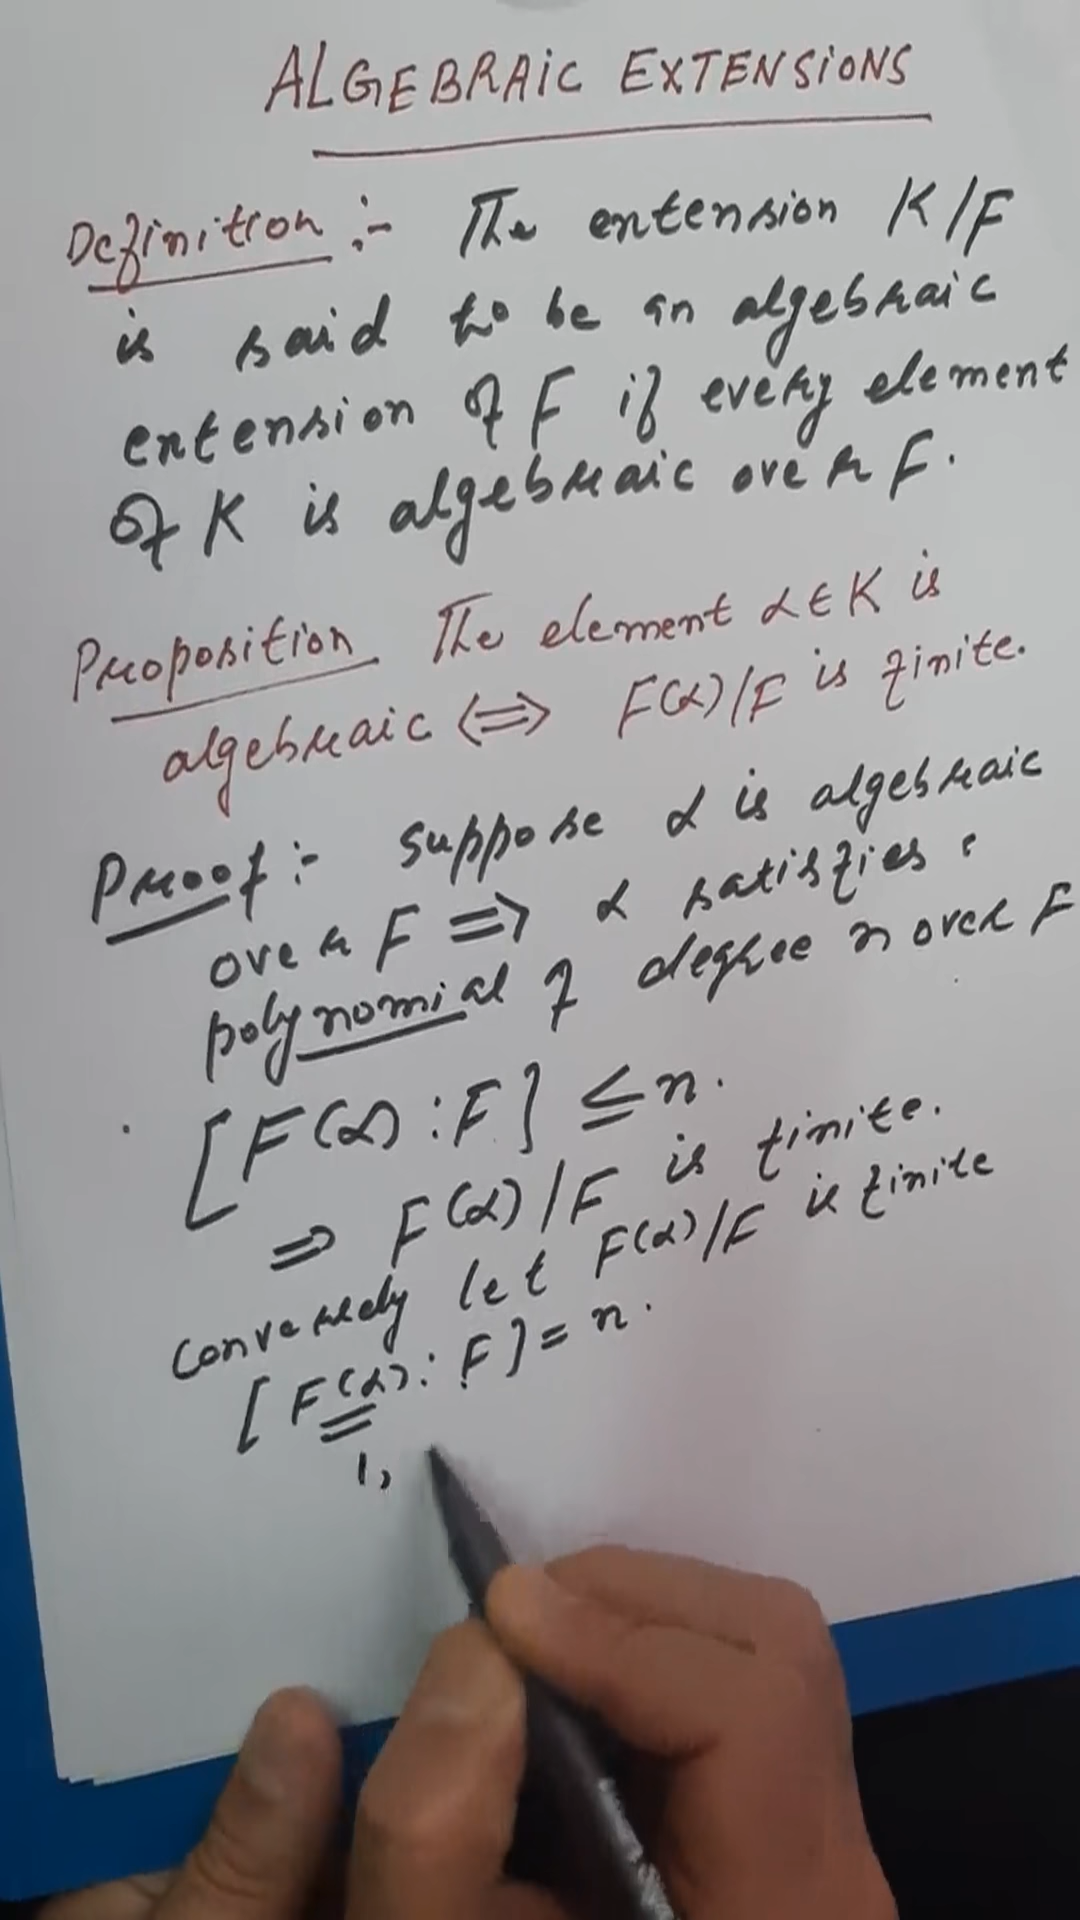 ALGEBRAIC EXTENSIONS
Definition :- The extension K/F
is said to be an algebraic
extension of F if every element
of K is algebraic over F.
Proposition The element α ∈ K is
algebraic <=> F(α)/F is finite.
Proof :- suppose α is algebraic
over F => α satisfies
polynomial of degree n over F
[F(α) : F] ≤ n.
=> F(α)/F is finite.
conversely let F(α)/F is finite
[F(α) : F] = n.
1,